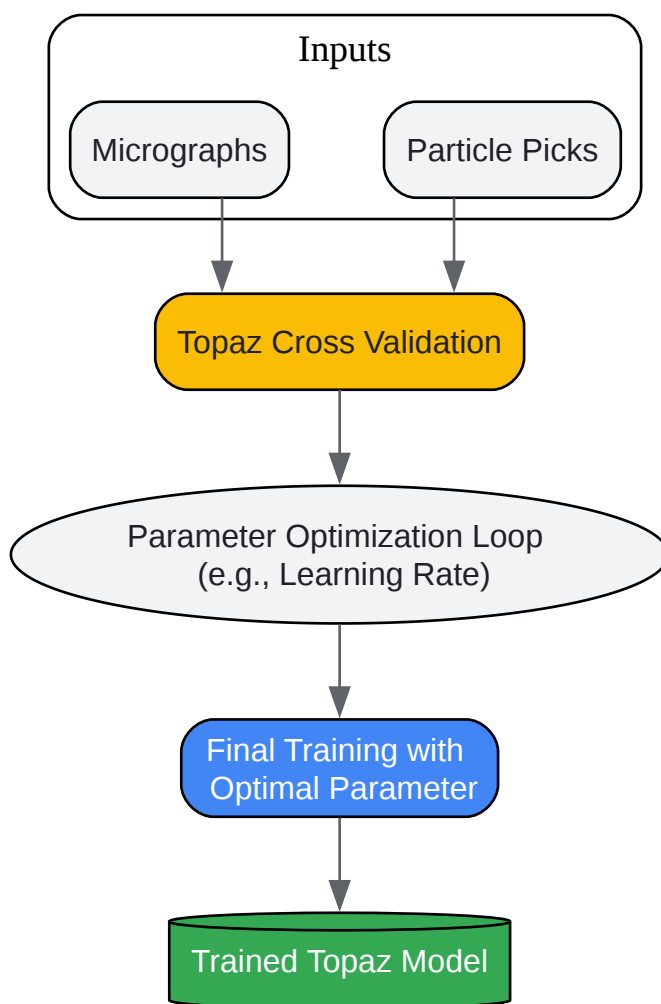 Inputs
Micrographs
Particle Picks
Topaz Cross Validation
Parameter Optimization Loop
(e.g., Learning Rate)
Final Training with
Optimal Parameter
Trained Topaz Model